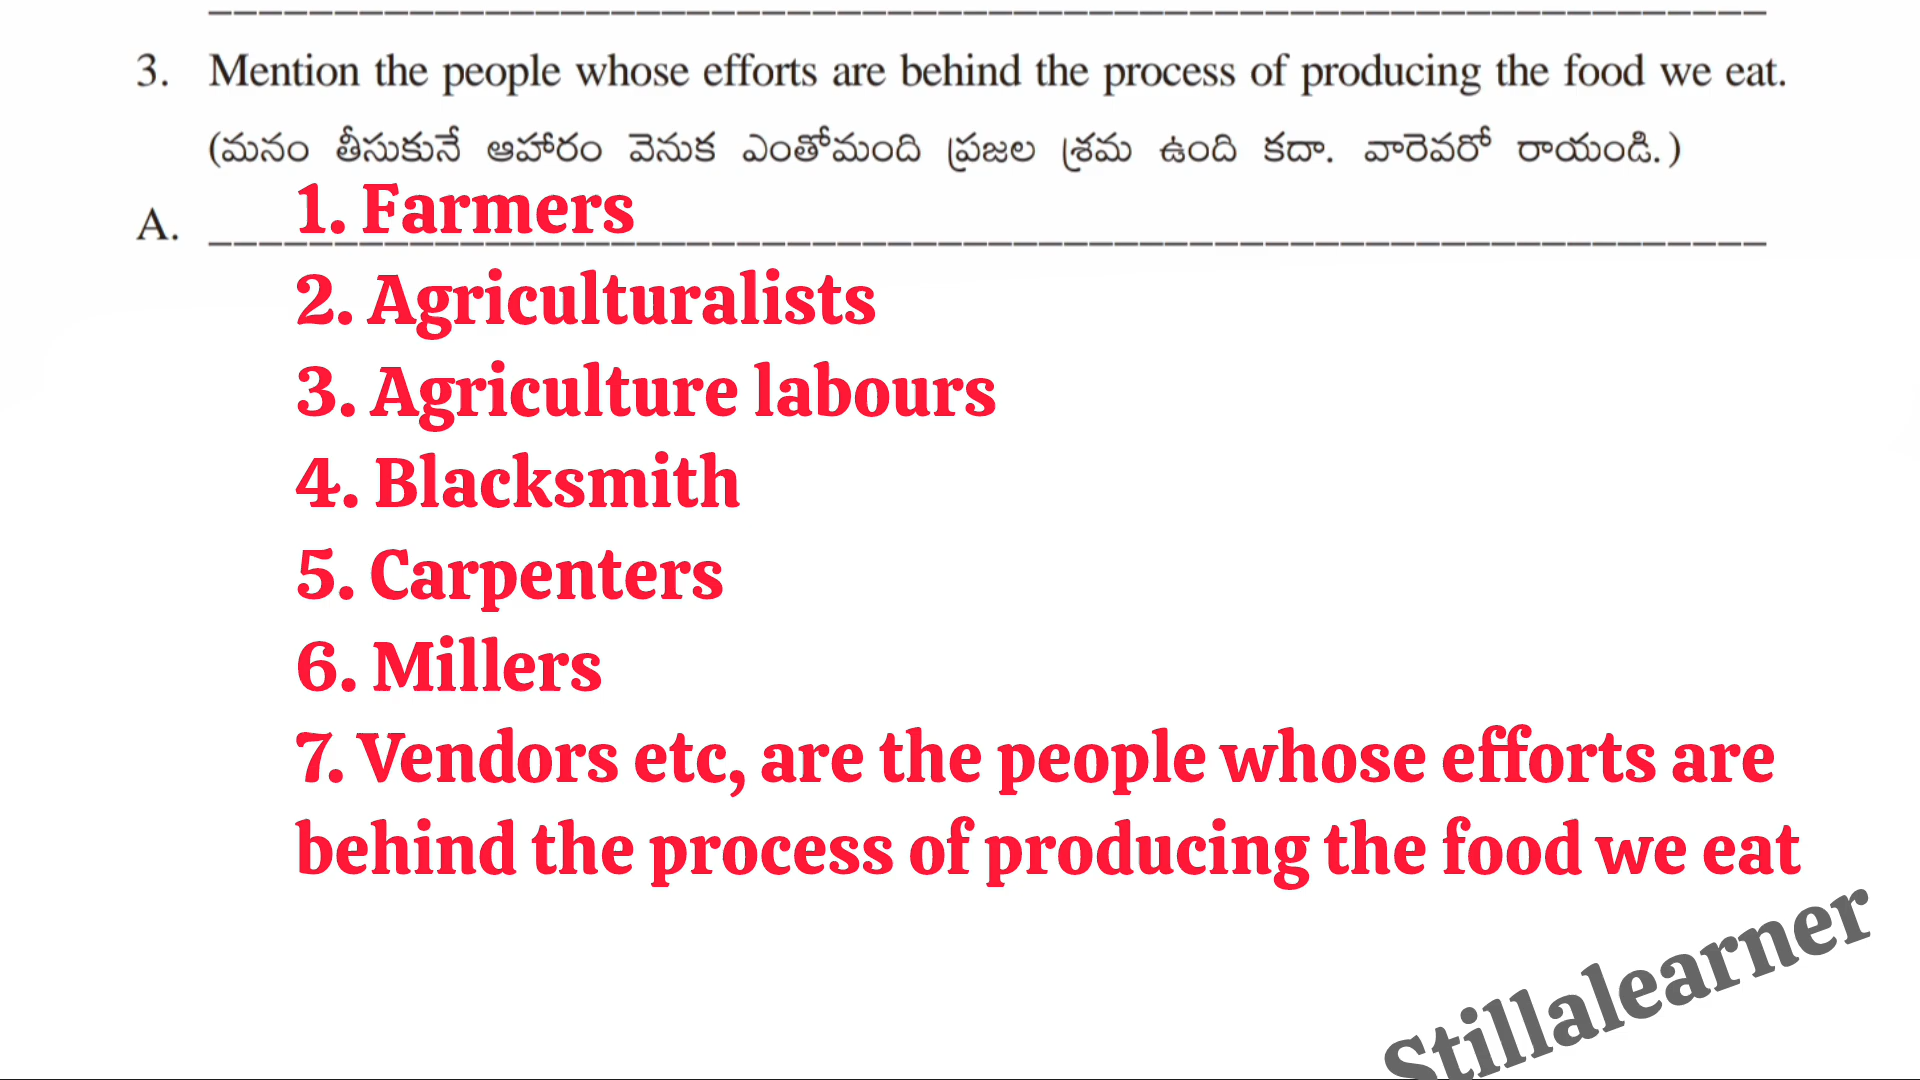 3. Mention the people whose efforts are behind the process of producing the food we eat.
(మనం తీసుకునే ఆహారం వెనుక ఎంతోమంది ప్రజల శ్రమ ఉంది కదా. వారెవరో రాయండి.)
A. 1. Farmers
2. Agriculturalists
3. Agriculture labours
4. Blacksmith
5. Carpenters
6. Millers
7. Vendors etc, are the people whose efforts are
behind the process of producing the food we eat
Stillalearner